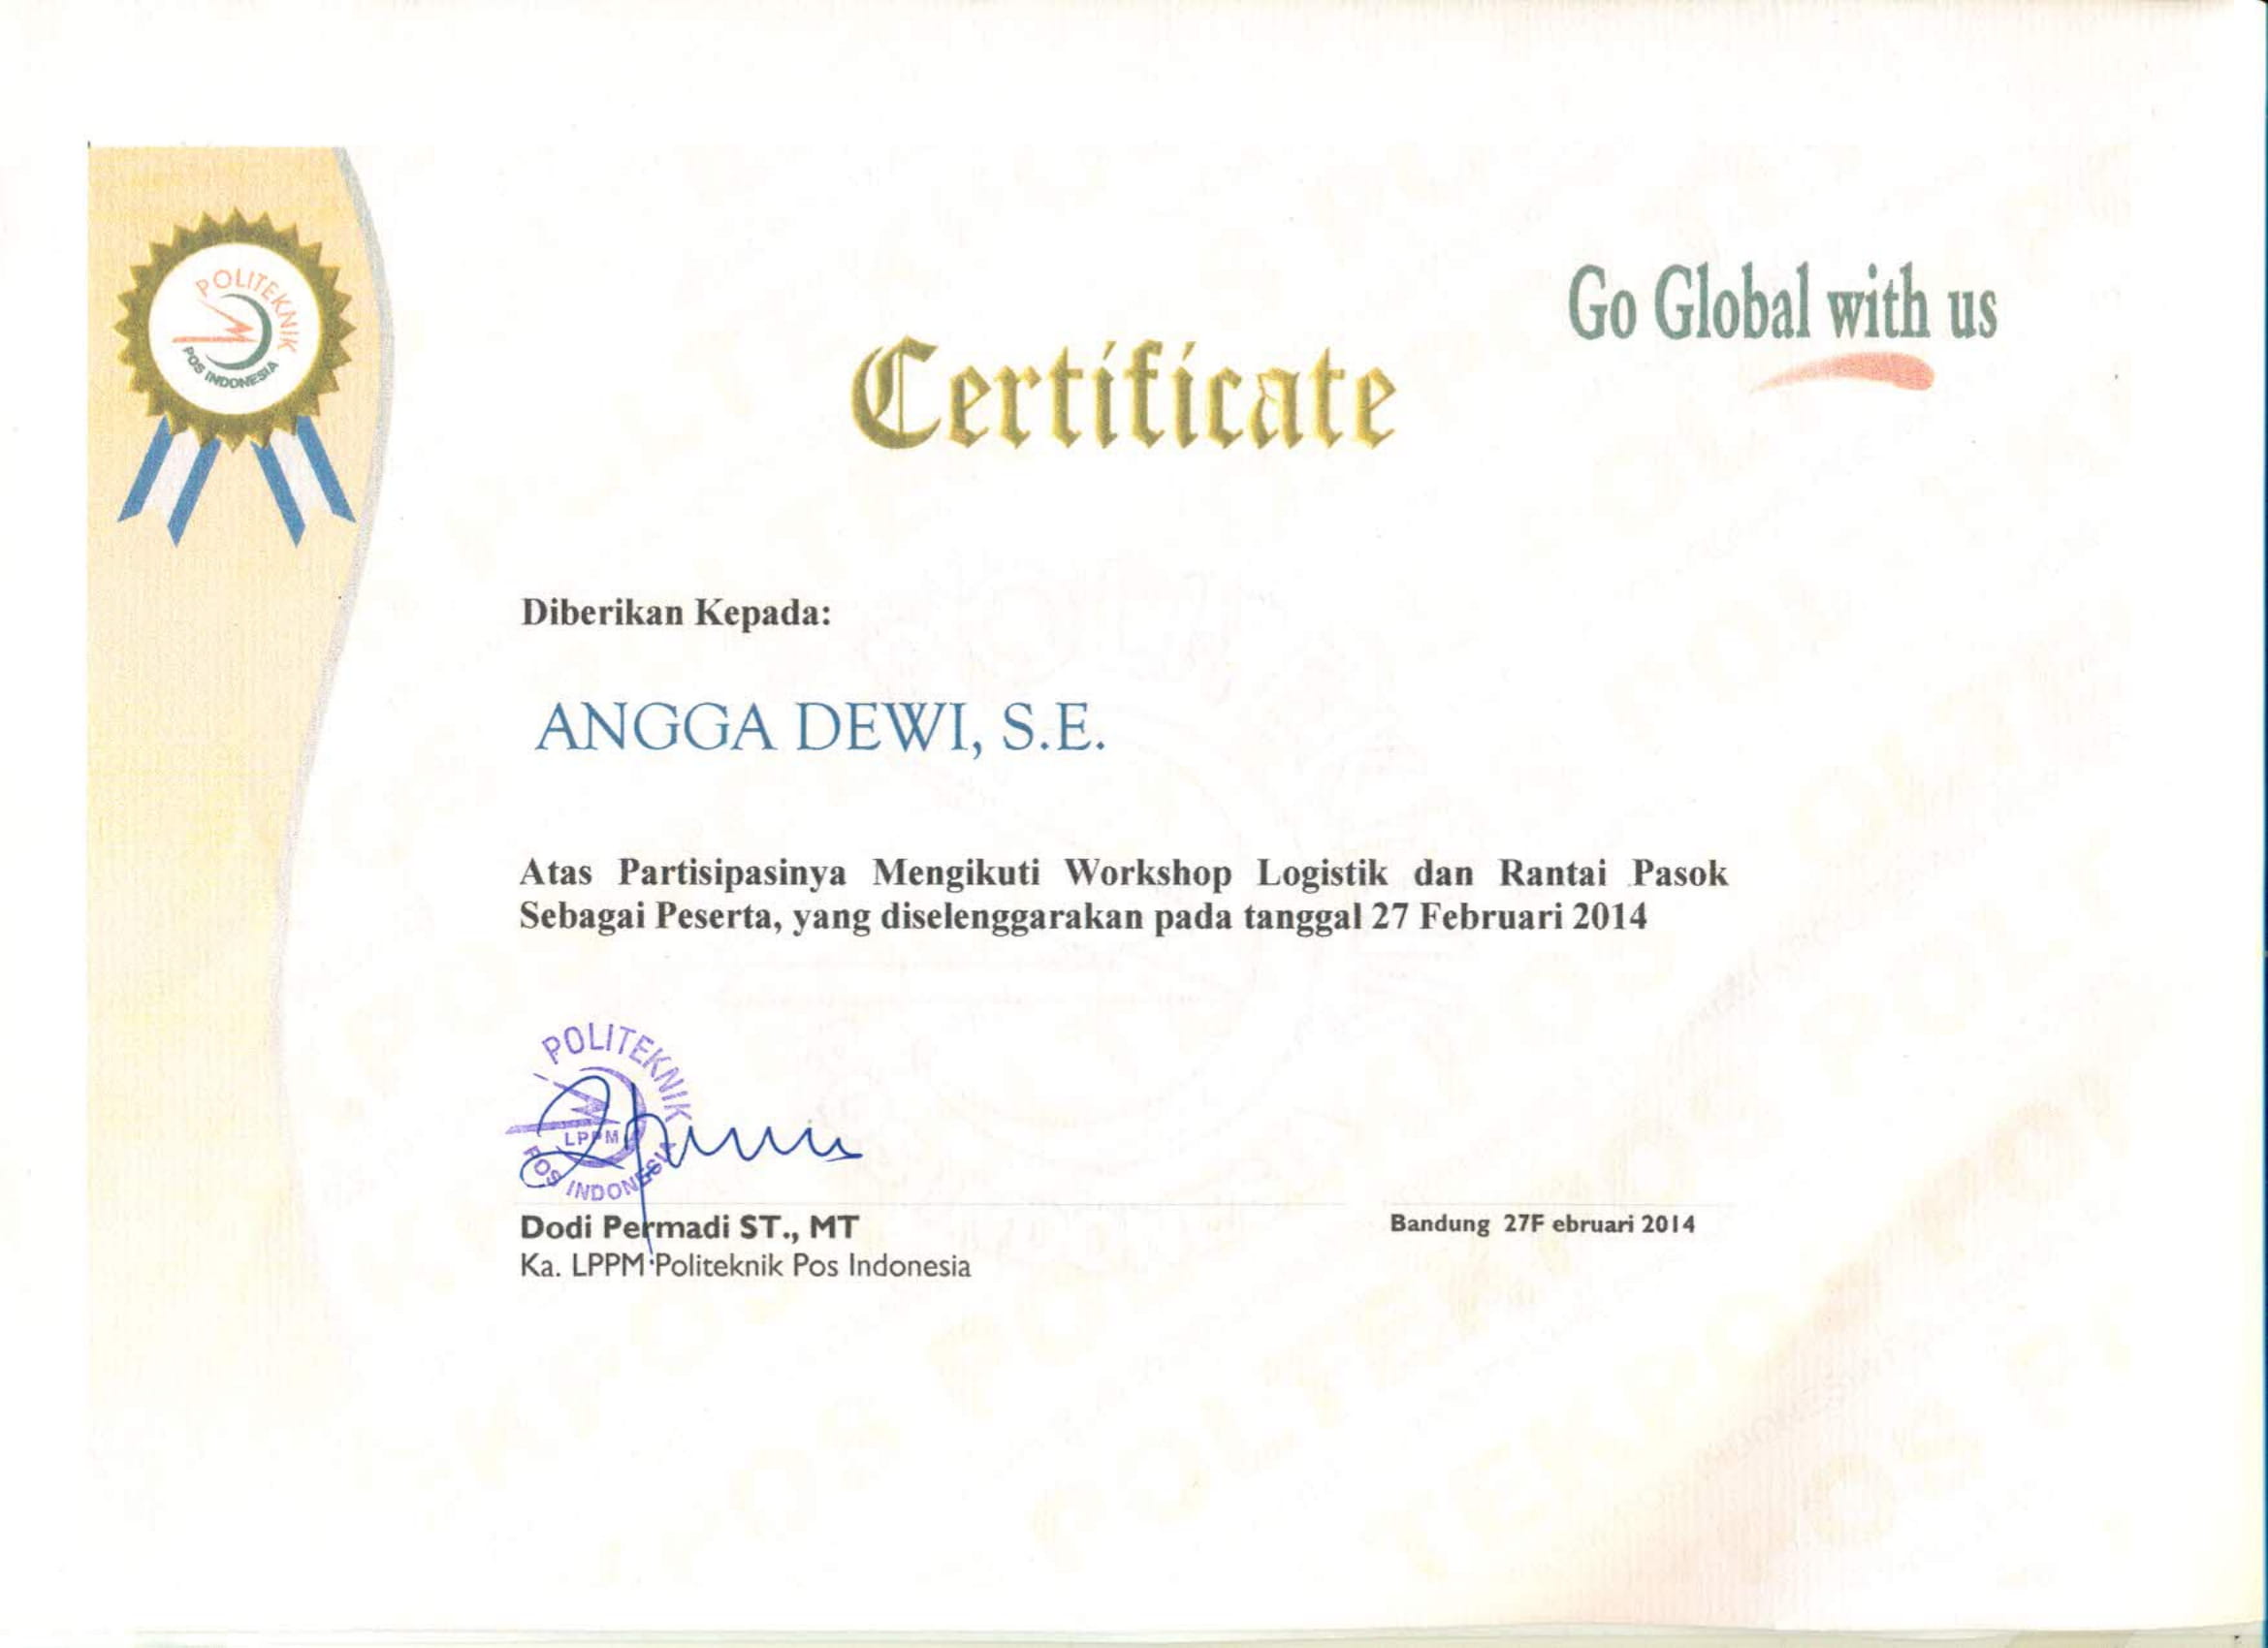 POLITEKNIK
POS INDONESIA
Go Global with us
Certificate
Diberikan Kepada:
ANGGA DEWI, S.E.
Atas Partisipasinya Mengikuti Workshop Logistik dan Rantai Pasok
Sebagai Peserta, yang diselenggarakan pada tanggal 27 Februari 2014
POLITEKNIK
LPPM
POS INDONESIA
Dodi Permadi ST., MT
Ka. LPPM Politeknik Pos Indonesia
Bandung 27F ebruari 2014